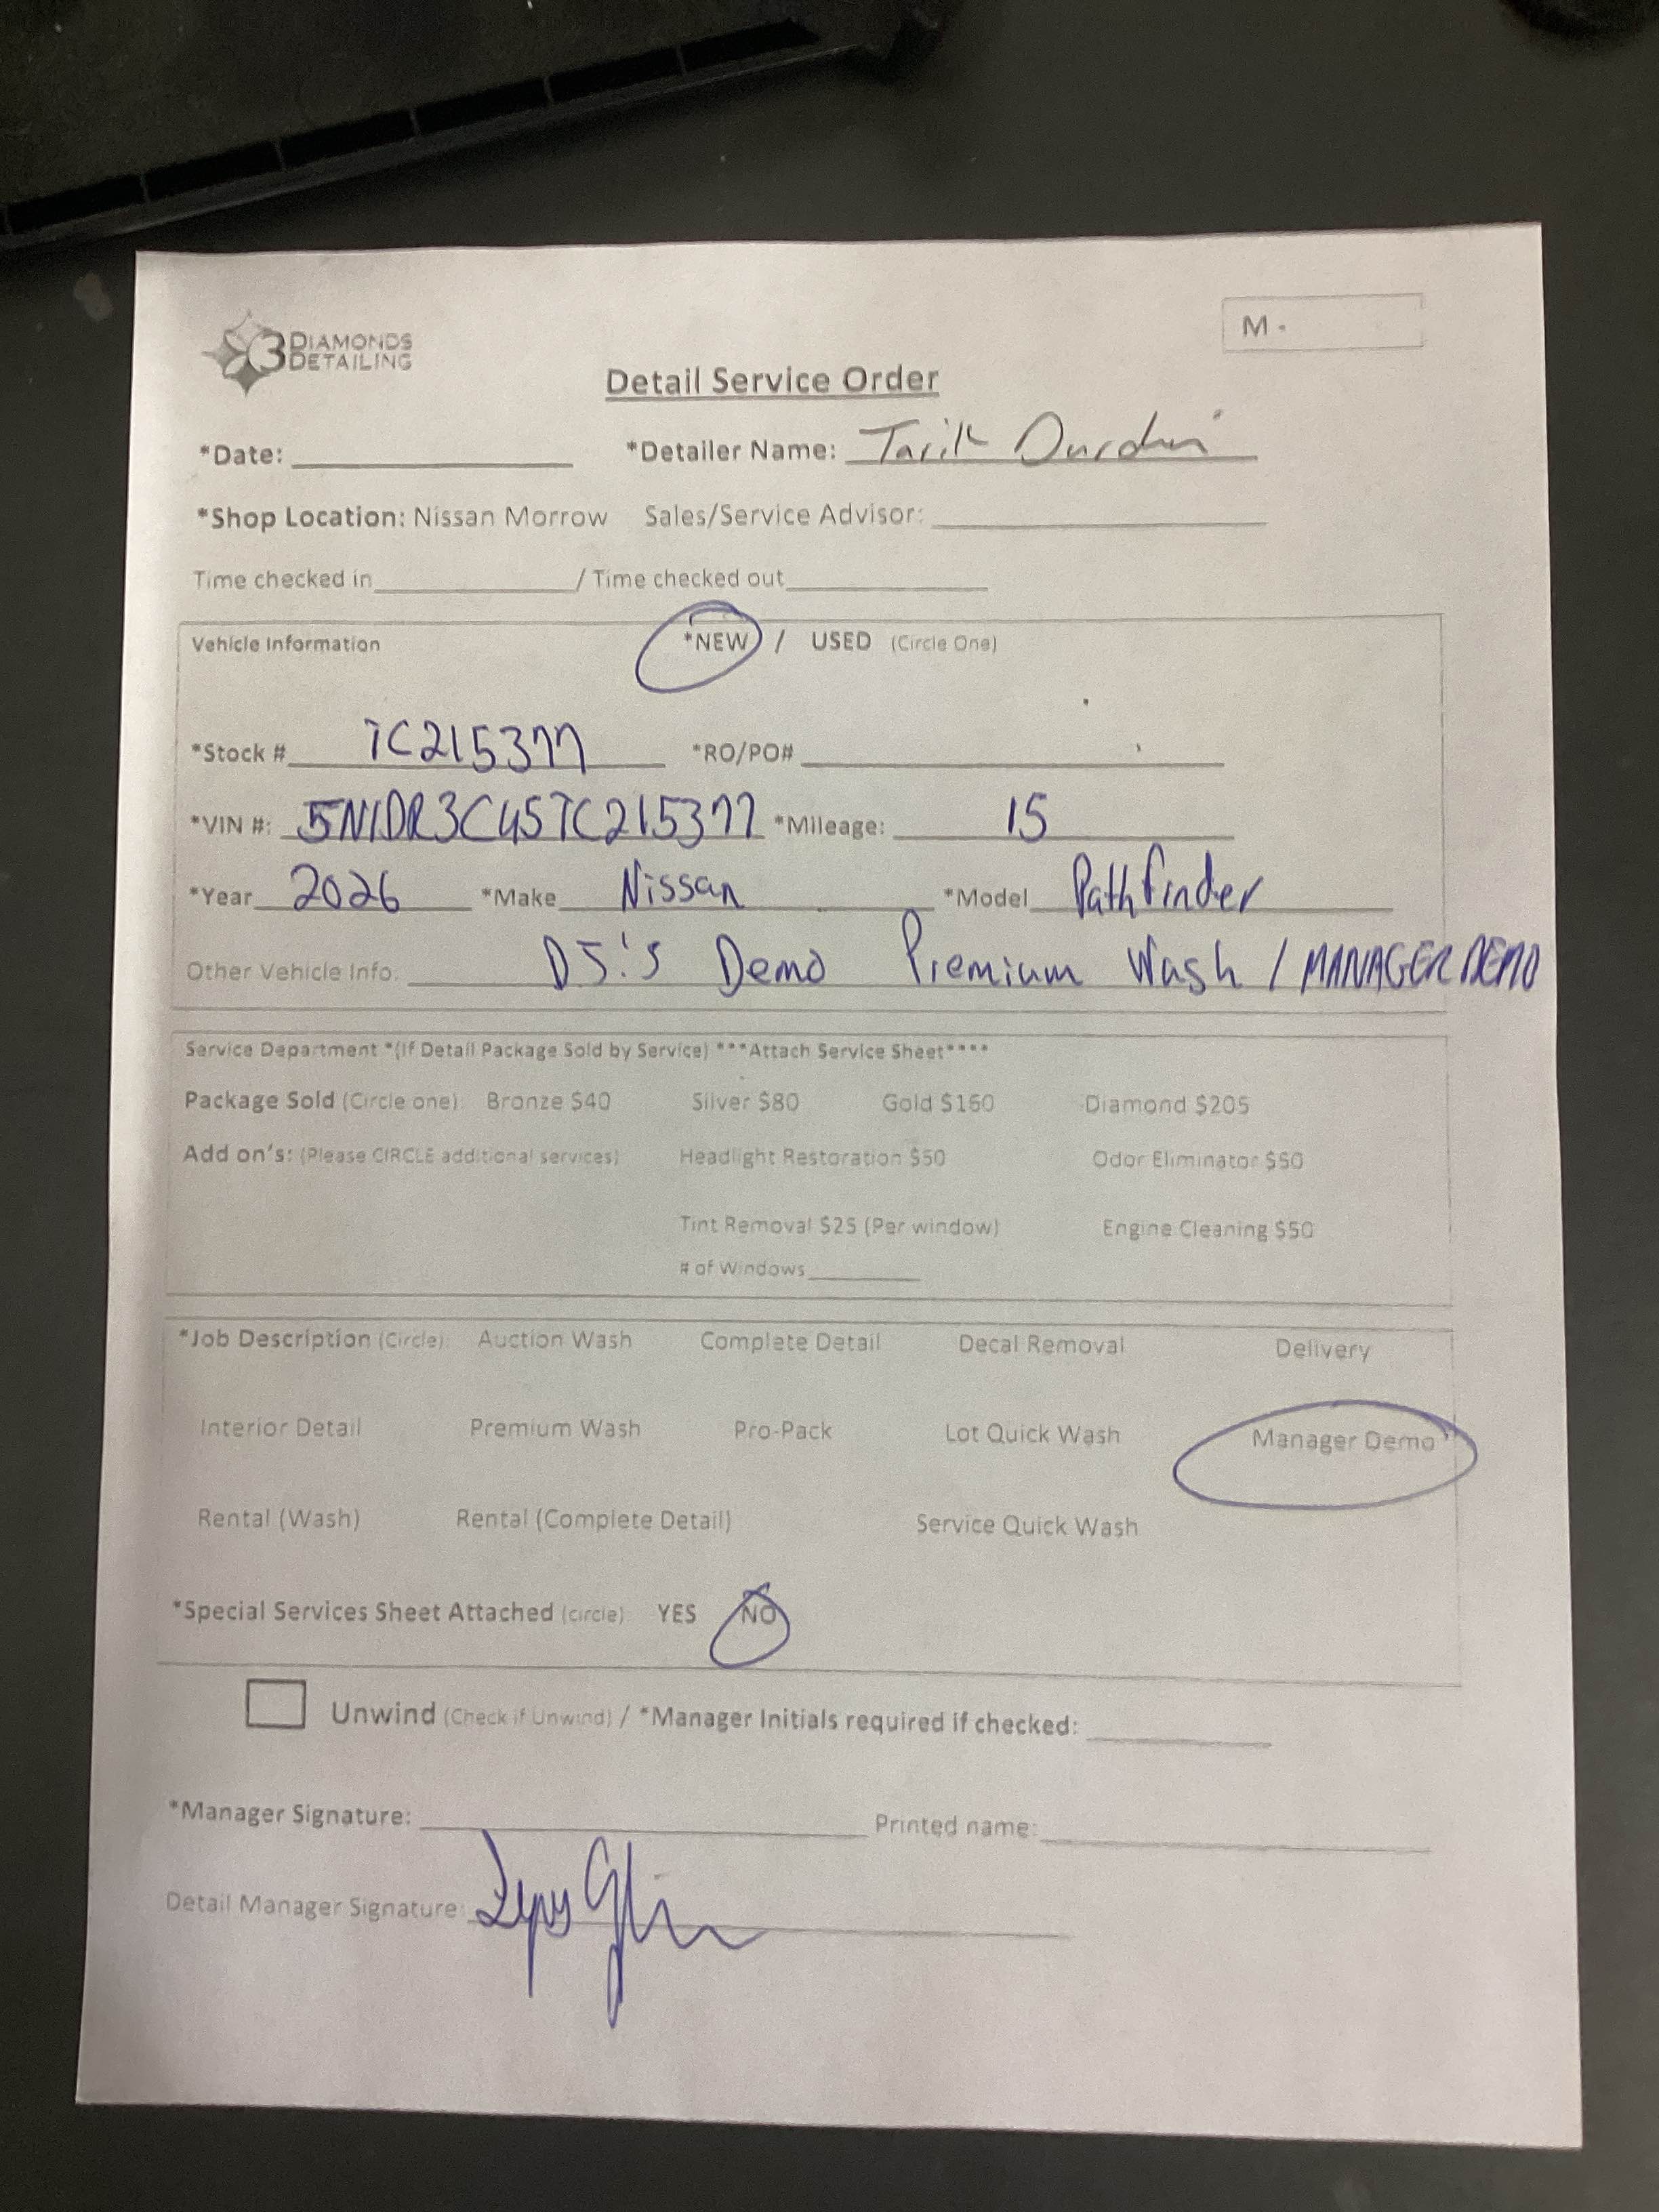 3 DIAMONDS DETAILING
M -
Detail Service Order
*Date: *Detailer Name: Tarik
*Shop Location: Nissan Morrow Sales/Service Advisor:
Time checked in / Time checked out
Vehicle Information *NEW / USED (Circle One)
*Stock # TC215377 *RO/PO#
*VIN #: 5N1DR3C45TC215377 *Mileage: 15
*Year 2026 *Make Nissan *Model Pathfinder
Other Vehicle Info: DJ.'s Demo Premium Wash / MANAGER DEMO
Service Department *(If Detail Package Sold by Service) ***Attach Service Sheet****
Package Sold (Circle one): Bronze $40 Silver $80 Gold $160 Diamond $205
Add on's: (Please CIRCLE additional services) Headlight Restoration $50 Odor Eliminator $50
Tint Removal $25 (Per window) Engine Cleaning $50
# of Windows
*Job Description (Circle): Auction Wash Complete Detail Decal Removal Delivery
Interior Detail Premium Wash Pro-Pack Lot Quick Wash Manager Demo
Rental (Wash) Rental (Complete Detail) Service Quick Wash
*Special Services Sheet Attached (circle) YES NO
Unwind (Check if Unwind) / *Manager Initials required if checked:
*Manager Signature: Printed name:
Detail Manager Signature: